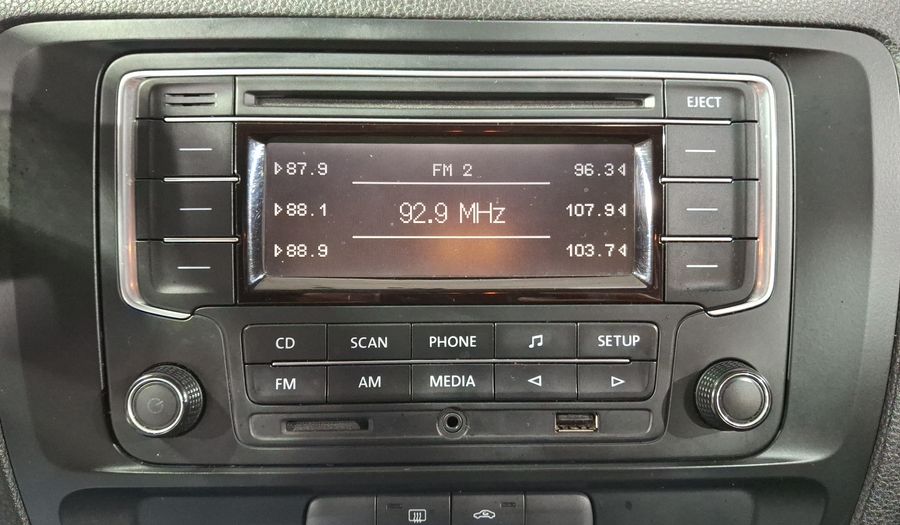 EJECT
87.9 FM 2 96.3
92.9 MHz
88.1 107.9
88.9 103.7
CD SCAN PHONE SETUP
FM AM MEDIA